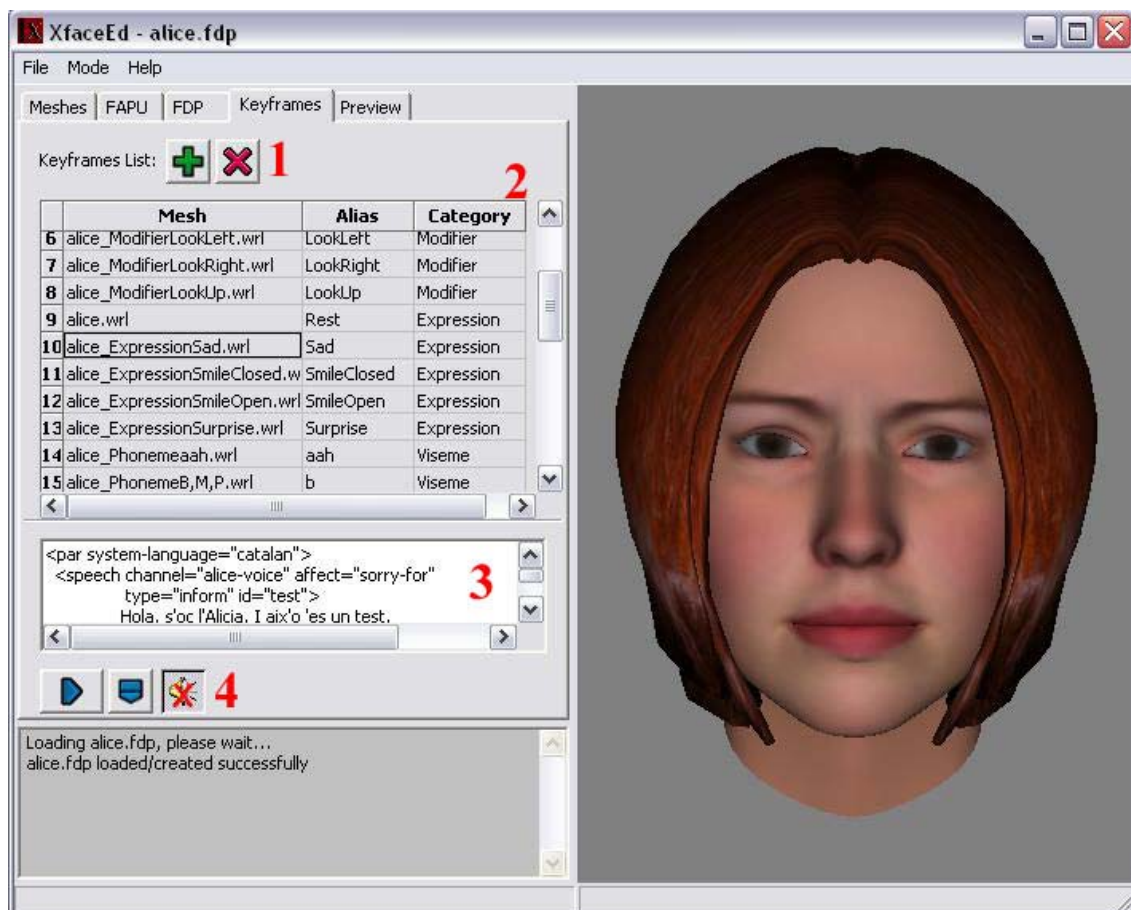 XfaceEd - alice.fdp
File Mode Help
Meshes FAPU FDP Keyframes Preview
Keyframes List: 1
2
Mesh Alias Category
6 alice_ModifierLookLeft.wrl LookLeft Modifier
7 alice_ModifierLookRight.wrl LookRight Modifier
8 alice_ModifierLookUp.wrl LookUp Modifier
9 alice.wrl Rest Expression
10 alice_ExpressionSad.wrl Sad Expression
11 alice_ExpressionSmileClosed.w SmileClosed Expression
12 alice_ExpressionSmileOpen.wrl SmileOpen Expression
13 alice_ExpressionSurprise.wrl Surprise Expression
14 alice_Phonemeaah.wrl aah Viseme
15 alice_PhonemeB,M,P.wrl b Viseme
<par system-language="catalan">
<speech channel="alice-voice" affect="sorry-for"
type="inform" id="test"> 3
Hola, s'oc l'Alicia. I aix'o 'es un test.
4
Loading alice.fdp, please wait...
alice.fdp loaded/created successfully